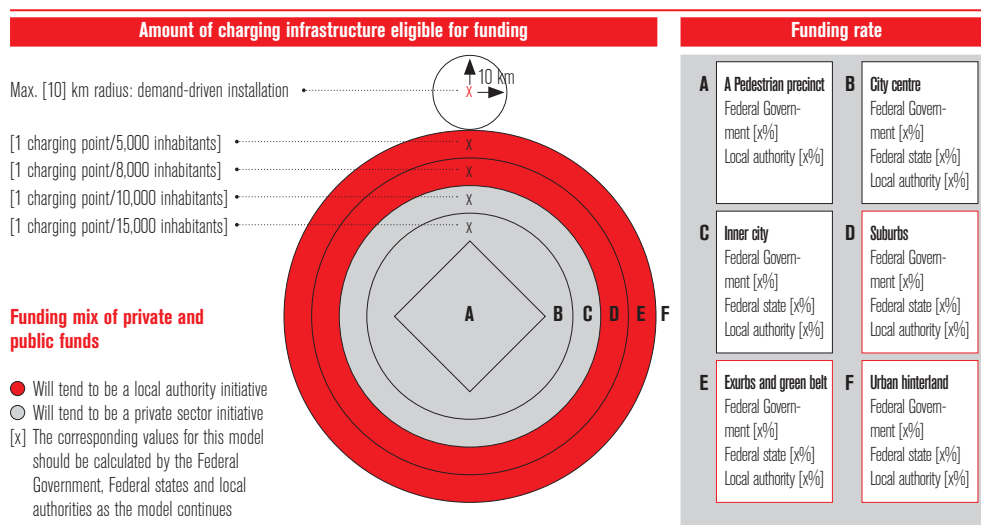 Amount of charging infrastructure eligible for funding
Max. [10] km radius: demand-driven installation
x
10 km
[1 charging point/5,000 inhabitants]
x
[1 charging point/8,000 inhabitants]
x
[1 charging point/10,000 inhabitants]
x
[1 charging point/15,000 inhabitants]
x
A B C D E F
Funding mix of private and
public funds
Will tend to be a local authority initiative
Will tend to be a private sector initiative
[x] The corresponding values for this model
should be calculated by the Federal
Government, Federal states and local
authorities as the model continues
Funding rate
A
A Pedestrian precinct
Federal Govern-
ment [x%]
Local authority [x%]
B
City centre
Federal Govern-
ment [x%]
Federal state [x%]
Local authority [x%]
C
Inner city
Federal Govern-
ment [x%]
Federal state [x%]
Local authority [x%]
D
Suburbs
Federal Govern-
ment [x%]
Federal state [x%]
Local authority [x%]
E
Exurbs and green belt
Federal Govern-
ment [x%]
Federal state [x%]
Local authority [x%]
F
Urban hinterland
Federal Govern-
ment [x%]
Federal state [x%]
Local authority [x%]